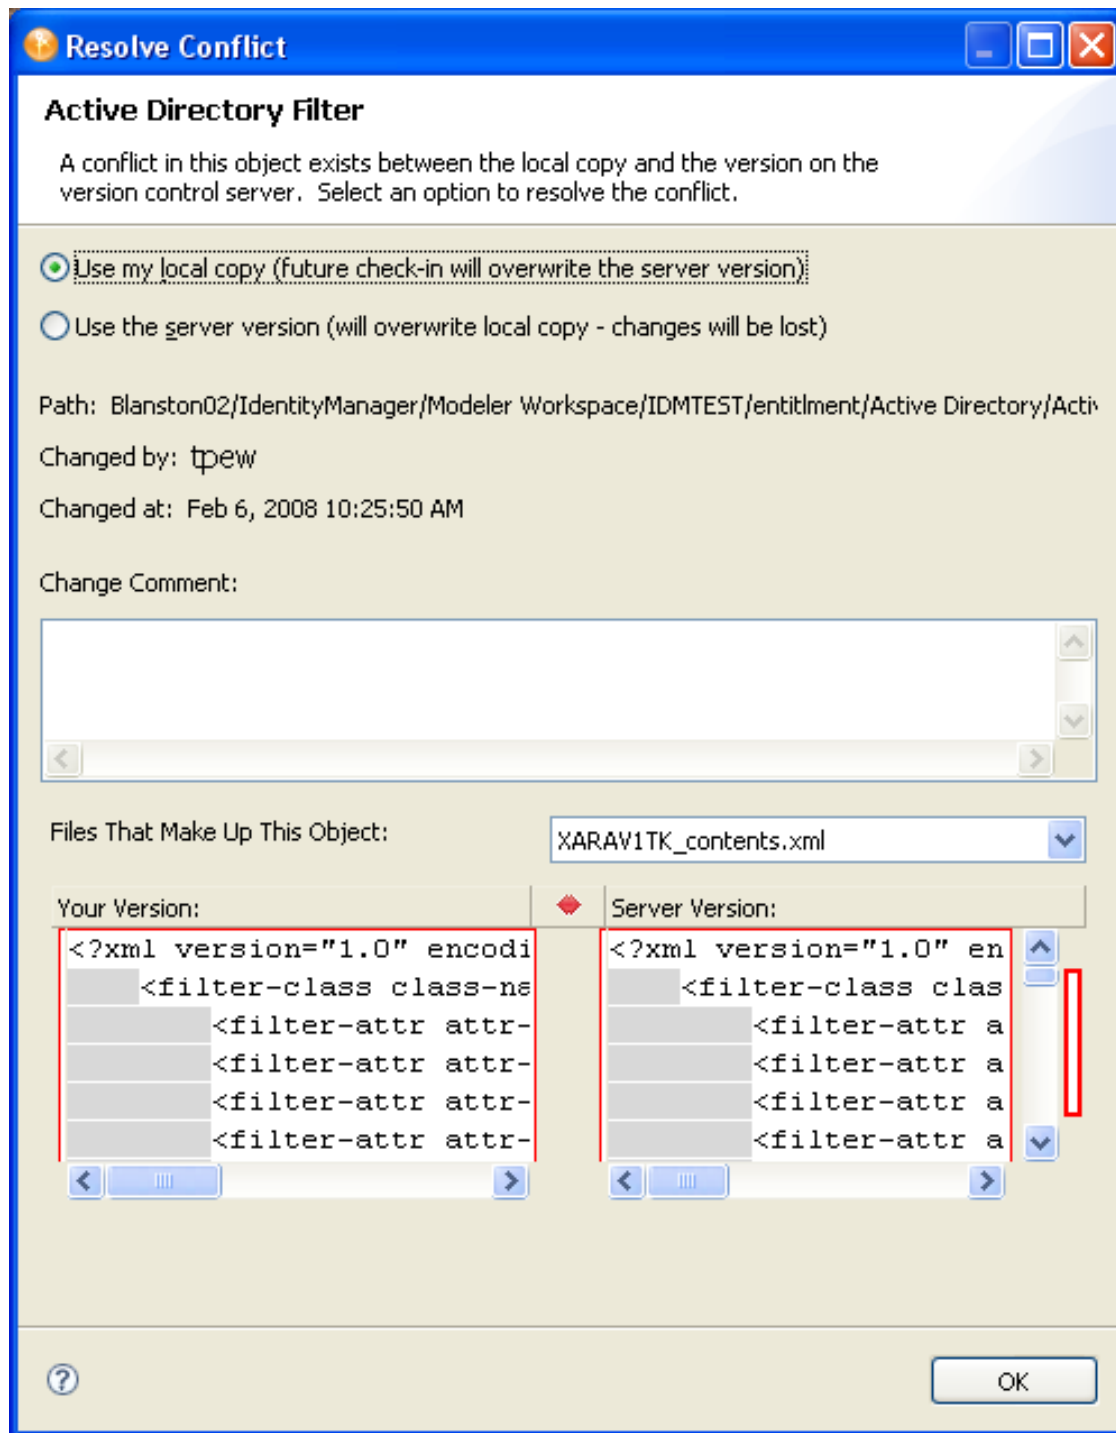 Resolve Conflict
Active Directory Filter
A conflict in this object exists between the local copy and the version on the
version control server.  Select an option to resolve the conflict.
Use my local copy (future check-in will overwrite the server version)
Use the server version (will overwrite local copy - changes will be lost)
Path:  Blanston02/IdentityManager/Modeler Workspace/IDMTEST/entitlment/Active Directory/Activ
Changed by: tpew
Changed at:  Feb 6, 2008 10:25:50 AM
Change Comment:
Files That Make Up This Object: XARAV1TK_contents.xml
Your Version: Server Version:
<?xml version="1.0" encodi <?xml version="1.0" en
<filter-class class-na <filter-class clas
<filter-attr attr- <filter-attr a
<filter-attr attr- <filter-attr a
<filter-attr attr- <filter-attr a
<filter-attr attr- <filter-attr a
? OK